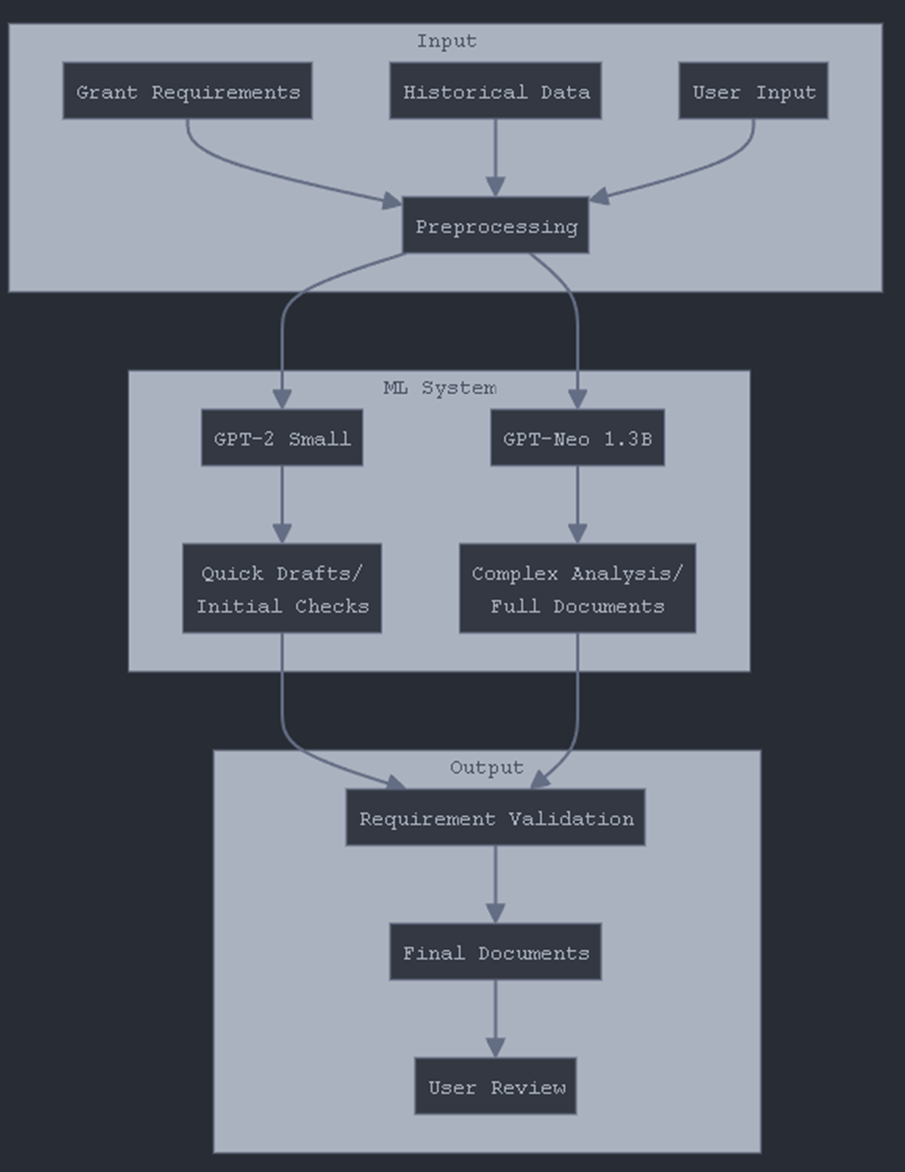 Input
Grant Requirements
Historical Data
User Input
Preprocessing
ML System
GPT-2 Small
GPT-Neo 1.3B
Quick Drafts/
Initial Checks
Complex Analysis/
Full Documents
Output
Requirement Validation
Final Documents
User Review